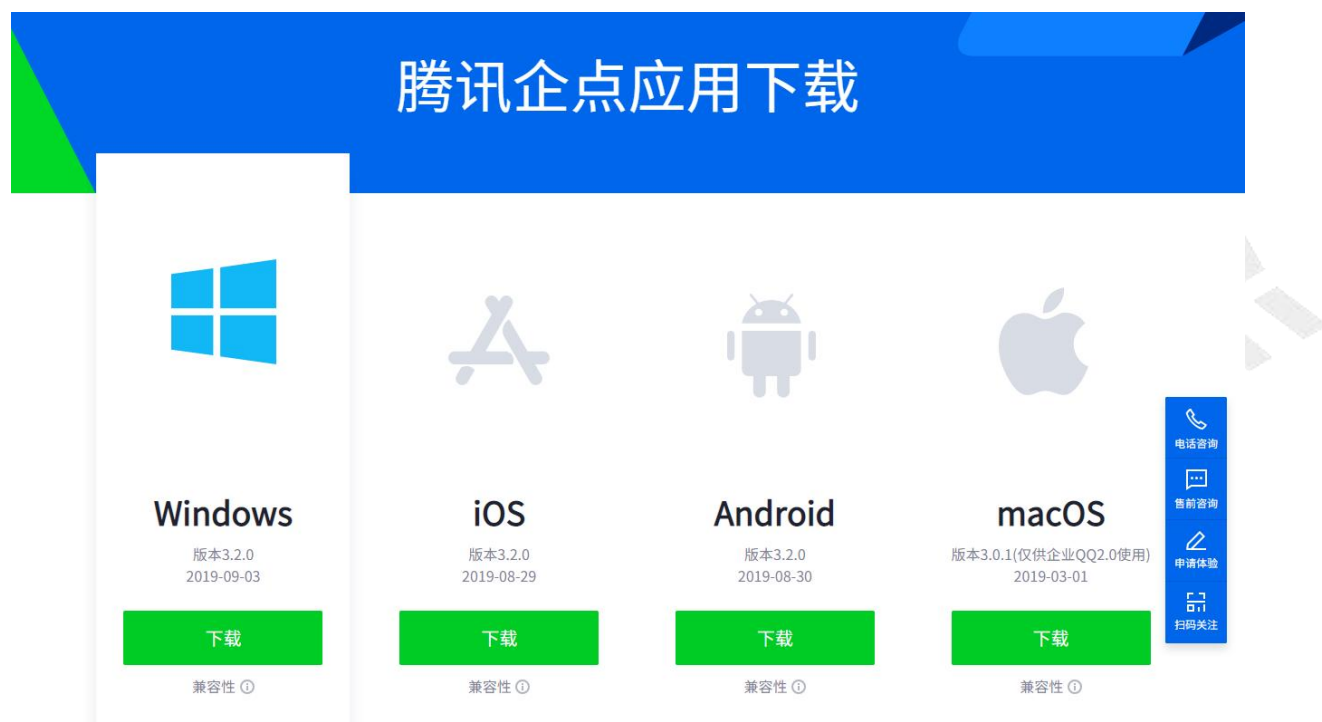 腾讯企点应用下载
Windows
版本3.2.0
2019-09-03
下载
兼容性
iOS
版本3.2.0
2019-08-29
下载
兼容性
Android
版本3.2.0
2019-08-30
下载
兼容性
macOS
版本3.0.1(仅供企业QQ2.0使用)
2019-03-01
下载
兼容性
电话咨询
售前咨询
申请体验
扫码关注